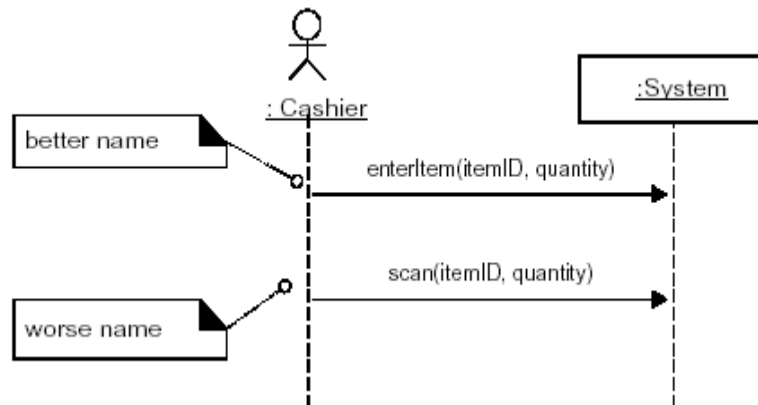 : Cashier
:System
better name
enterItem(itemID, quantity)
scan(itemID, quantity)
worse name